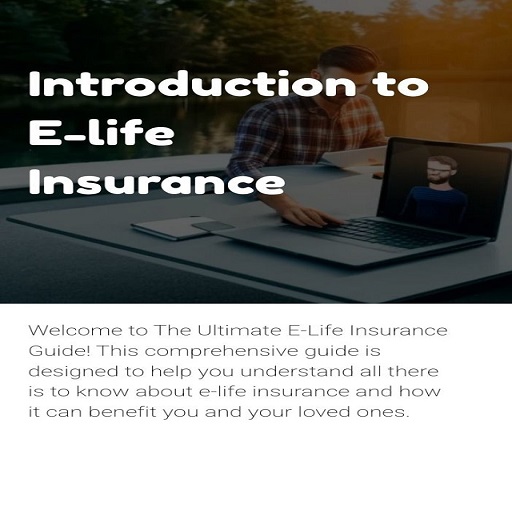 Introduction to
E-life
Insurance
Welcome to The Ultimate E-Life Insurance
Guide! This comprehensive guide is
designed to help you understand all there
is to know about e-life insurance and how
it can benefit you and your loved ones.